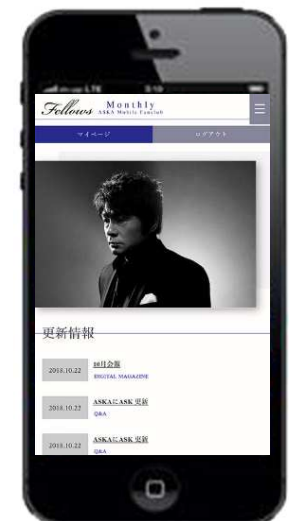 Fellows Monthly
ASKA Mobile Fanclub
マイページ ログアウト
更新情報
2018.10.22 10月会報
DIGITAL MAGAZINE
2018.10.22 ASKAにASK 更新
Q&A
2018.10.22 ASKAにASK 更新
Q&A